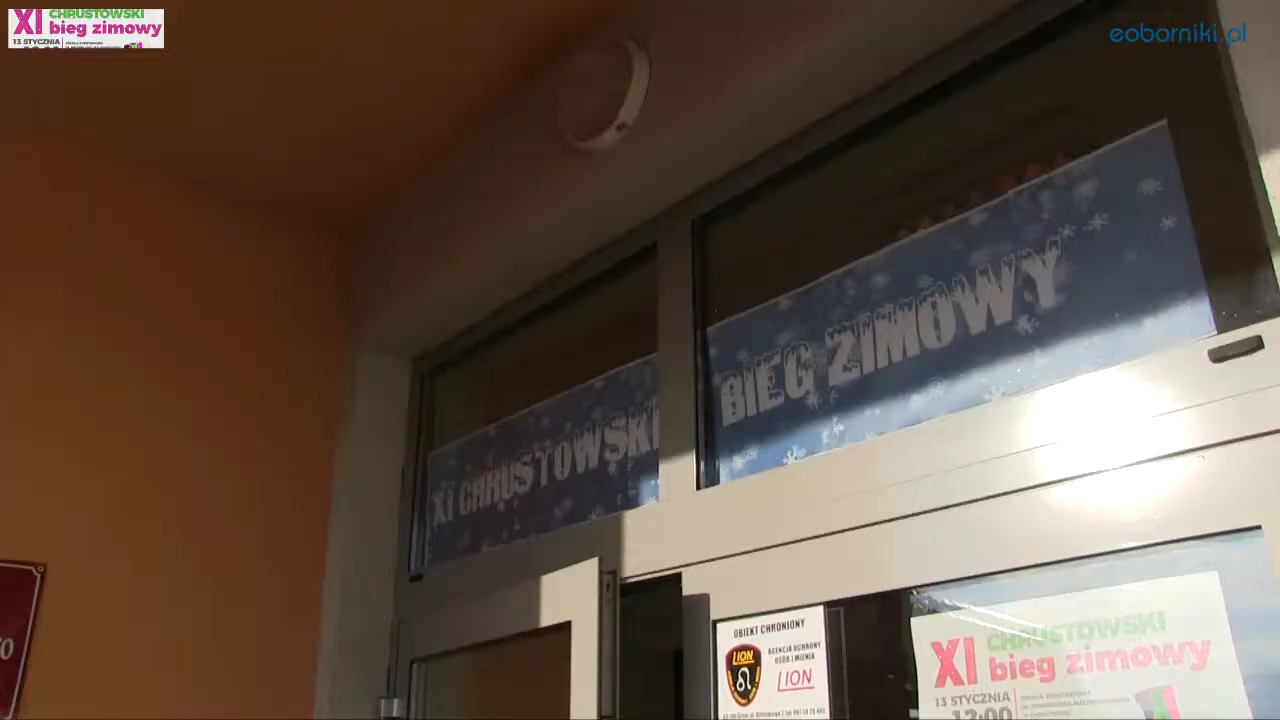 XI CHRUSTOWSKI
bieg zimowy
13 STYCZNIA
eoborniki.pl
XI CHRUSTOWSKI
BIEG ZIMOWY
OBIEKT CHRONIONY
LION
AGENCJA OCHRONY
OSÓB I MIENIA
LION
XI CHRUSTOWSKI
bieg zimowy
13 STYCZNIA
12:00